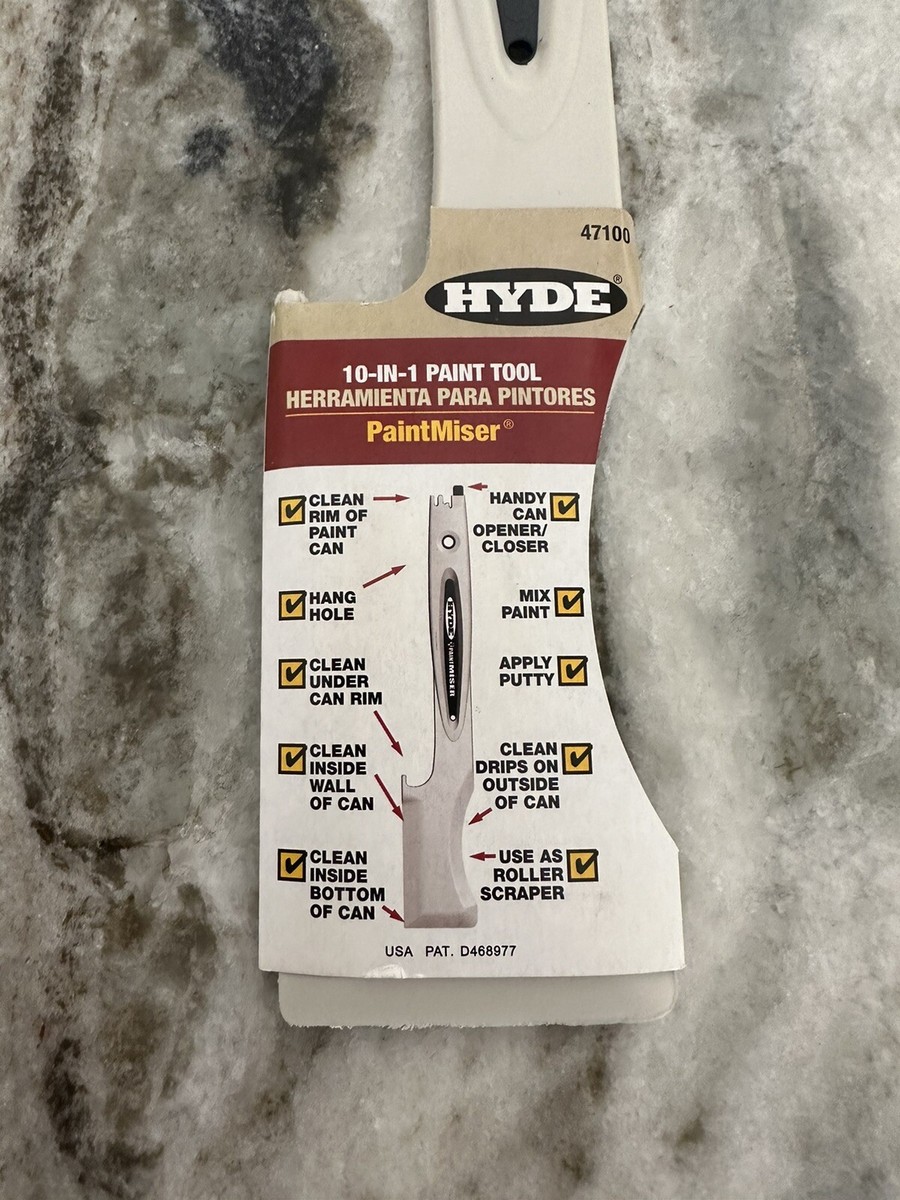 47100
HYDE®
10-IN-1 PAINT TOOL
HERRAMIENTA PARA PINTORES
PaintMiser®
CLEAN
RIM OF
PAINT
CAN
HANG
HOLE
CLEAN
UNDER
CAN RIM
CLEAN
INSIDE
WALL
OF CAN
CLEAN
INSIDE
BOTTOM
OF CAN
HYDE PAINTMISER
HANDY
CAN
OPENER/
CLOSER
MIX
PAINT
APPLY
PUTTY
CLEAN
DRIPS ON
OUTSIDE
OF CAN
USE AS
ROLLER
SCRAPER
USA PAT. D468977